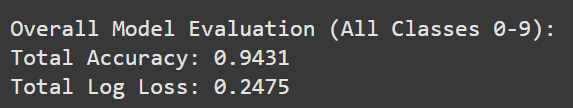 Overall Model Evaluation (All Classes 0-9):
Total Accuracy: 0.9431
Total Log Loss: 0.2475